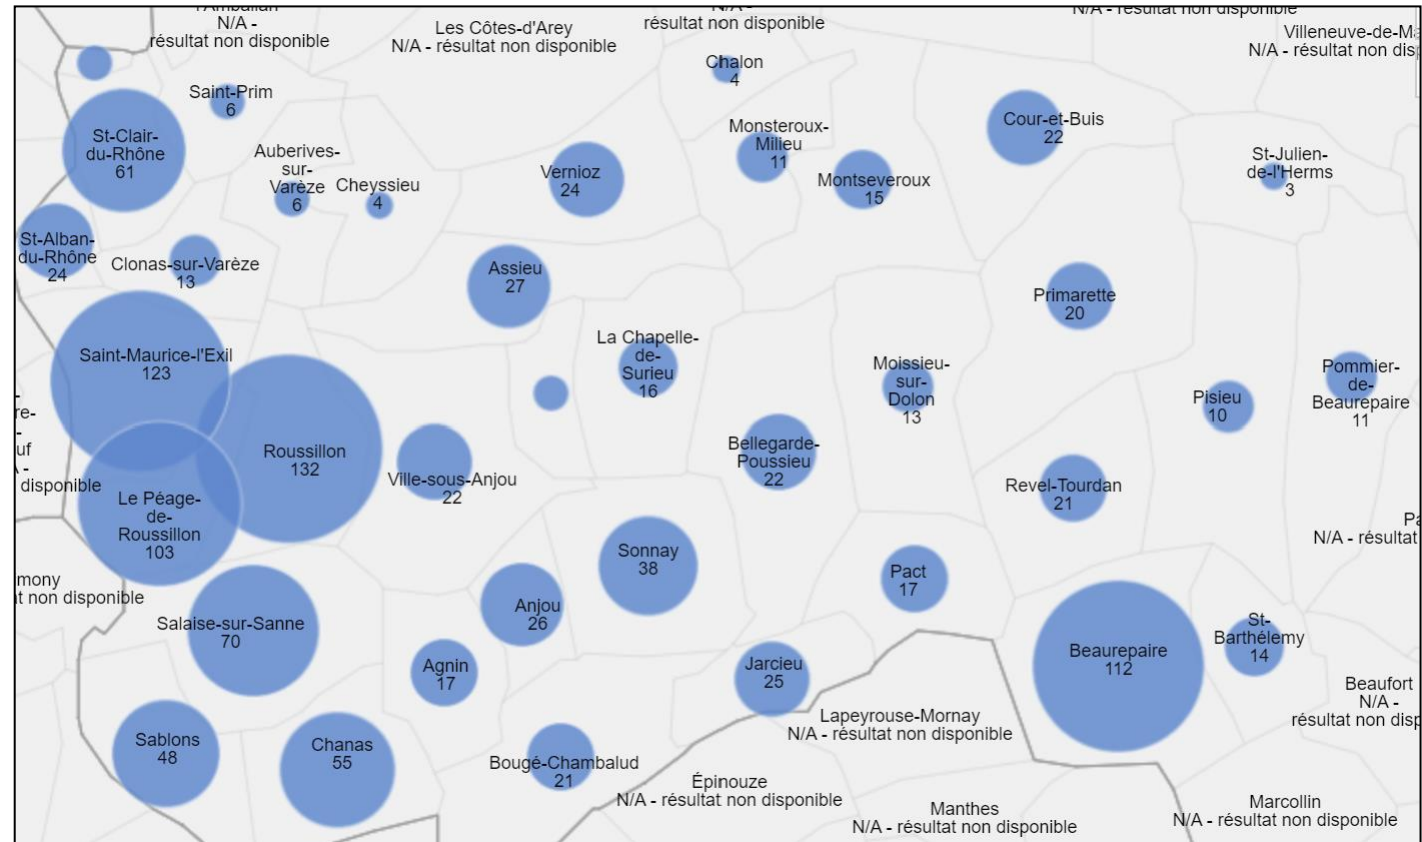 N/A -
résultat non disponible
Les Côtes-d'Arey
N/A - résultat non disponible
N/A -
résultat non disponible
N/A - résultat non disponible
Villeneuve-de-Ma
N/A - résultat non disp
Chalon
4
Saint-Prim
6
St-Clair-
du-Rhône
61
Auberives-
sur-
Varèze
6
Cheyssieu
4
Vernioz
24
Monsteroux-
Milieu
11
Montseveroux
15
Cour-et-Buis
22
St-Julien-
de-l'Herms
3
St-Alban-
du-Rhône
24
Clonas-sur-Varèze
13
Assieu
27
Primarette
20
Saint-Maurice-l'Exil
123
La Chapelle-
de-
Surieu
16
Moissieu-
sur-
Dolon
13
Pisieu
10
Pommier-
de-
Beaurepaire
11
re-
-
uf
A -
disponible
Roussillon
132
Ville-sous-Anjou
22
Bellegarde-
Poussieu
22
Revel-Tourdan
21
Le Péage-
de-
Roussillon
103
Pa
N/A - résultat
Sonnay
38
Pact
17
mony
at non disponible
Anjou
26
Salaise-sur-Sanne
70
Agnin
17
Jarcieu
25
Beaurepaire
112
St-
Barthélemy
14
Beaufort
N/A -
résultat non disp
Lapeyrouse-Mornay
N/A - résultat non disponible
Sablons
48
Chanas
55
Bougé-Chambalud
21
Épinouze
N/A - résultat non disponible
Manthes
N/A - résultat non disponible
Marcollin
N/A - résultat non disponible